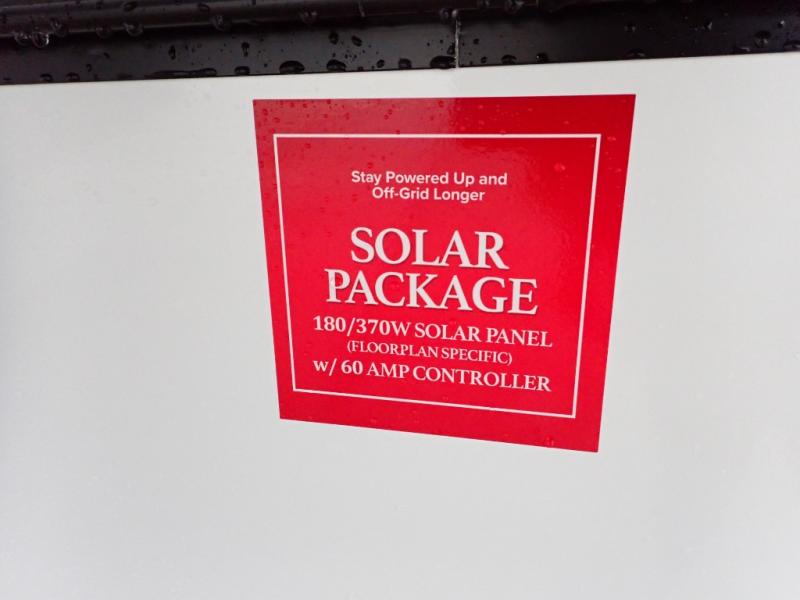 Stay Powered Up and
Off-Grid Longer
SOLAR
PACKAGE
180/370W SOLAR PANEL
(FLOORPLAN SPECIFIC)
w/ 60 AMP CONTROLLER